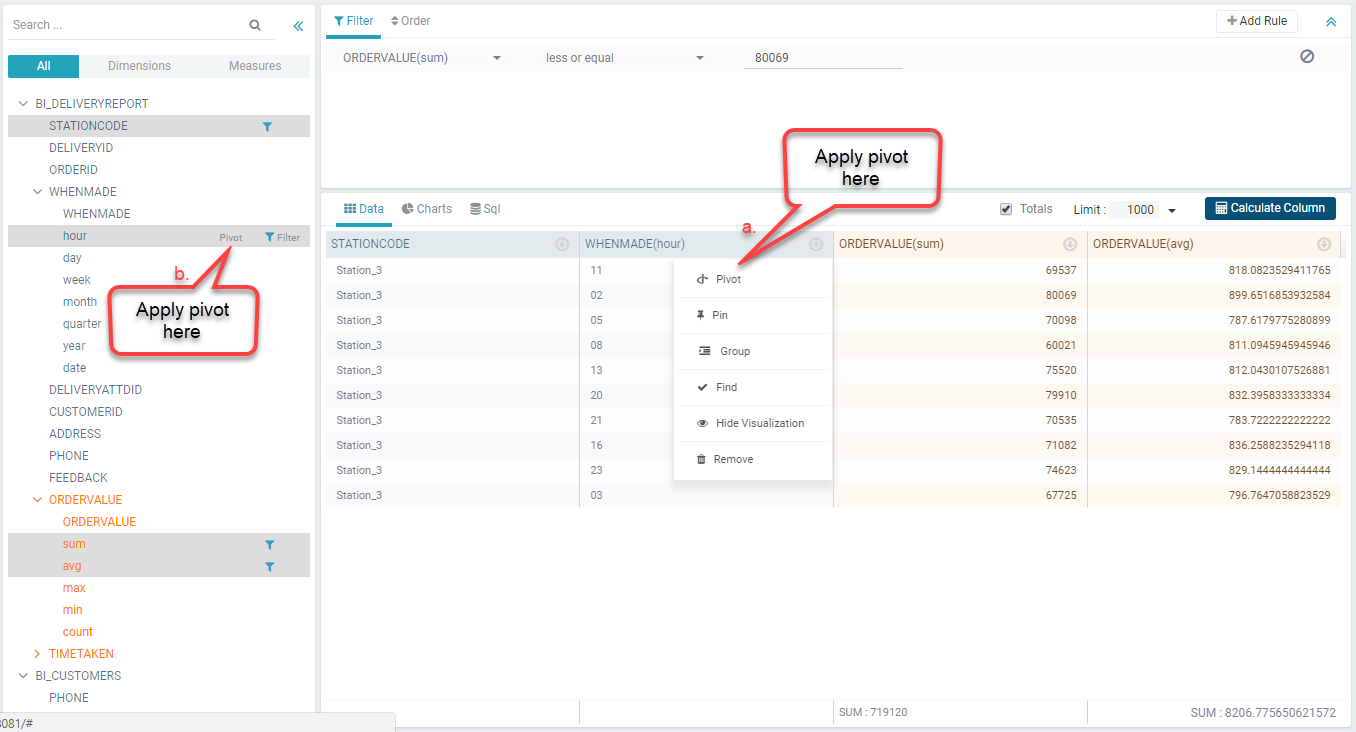 Search ...
All Dimensions Measures
BI_DELIVERYREPORT
STATIONCODE
DELIVERYID
ORDERID
WHENMADE
WHENMADE
hour Pivot Filter
day
week
month
quarter
year
date
b.
Apply pivot
here
DELIVERYATTDID
CUSTOMERID
ADDRESS
PHONE
FEEDBACK
ORDERVALUE
ORDERVALUE
sum
avg
max
min
count
TIMETAKEN
BI_CUSTOMERS
PHONE
8081/#
Filter Order Add Rule
ORDERVALUE(sum) less or equal 80069
Apply pivot
here
a.
Data Charts Sql Totals Limit : 1000 Calculate Column
STATIONCODE WHENMADE(hour) ORDERVALUE(sum) ORDERVALUE(avg)
Station_3 11 69537 818.0823529411765
Station_3 02 80069 899.6516853932584
Station_3 05 70098 787.6179775280899
Station_3 08 60021 811.0945945945946
Station_3 13 75520 812.0430107526881
Station_3 20 79910 832.3958333333334
Station_3 21 70535 783.7222222222222
Station_3 16 71082 836.2588235294118
Station_3 23 74623 829.1444444444444
Station_3 03 67725 796.7647058823529
Pivot
Pin
Group
Find
Hide Visualization
Remove
SUM : 719120 SUM : 8206.775650621572